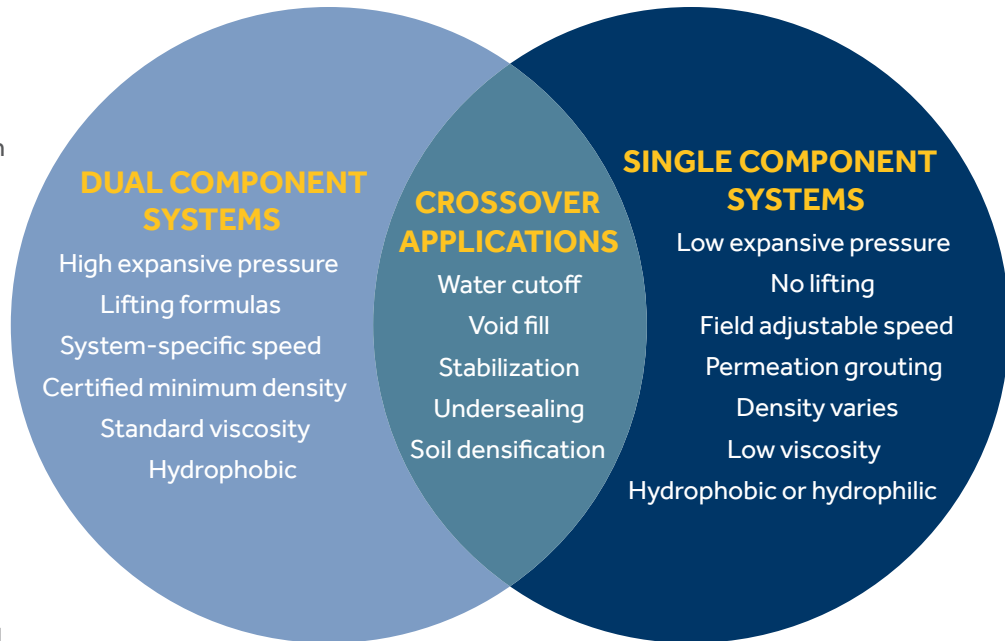 DUAL COMPONENT
SYSTEMS
High expansive pressure
Lifting formulas
System-specific speed
Certified minimum density
Standard viscosity
Hydrophobic
CROSSOVER
APPLICATIONS
Water cutoff
Void fill
Stabilization
Undersealing
Soil densification
SINGLE COMPONENT
SYSTEMS
Low expansive pressure
No lifting
Field adjustable speed
Permeation grouting
Density varies
Low viscosity
Hydrophobic or hydrophilic